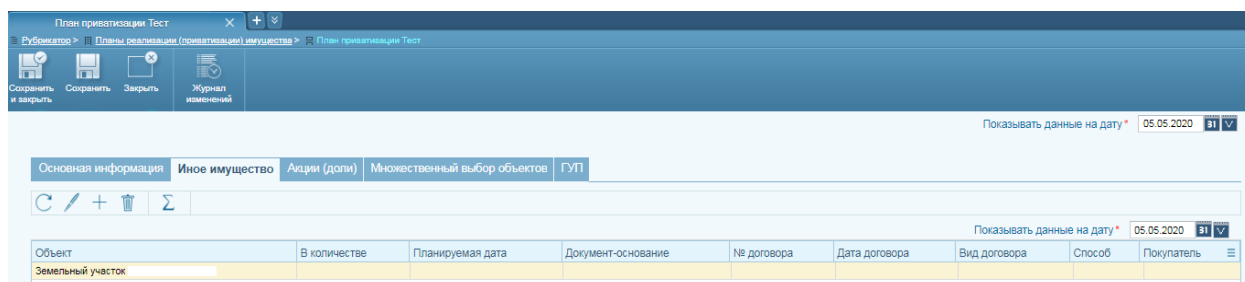 План приватизации Тест
Рубрикатор > Планы реализации (приватизации) имущества > План приватизации Тест
Сохранить и закрыть Сохранить Закрыть Журнал изменений
Показывать данные на дату * 05.05.2020 31
Основная информация Иное имущество Акции (доли) Множественный выбор объектов ГУП
Показывать данные на дату * 05.05.2020 31
Объект В количестве Планируемая дата Документ-основание № договора Дата договора Вид договора Способ Покупатель
Земельный участок